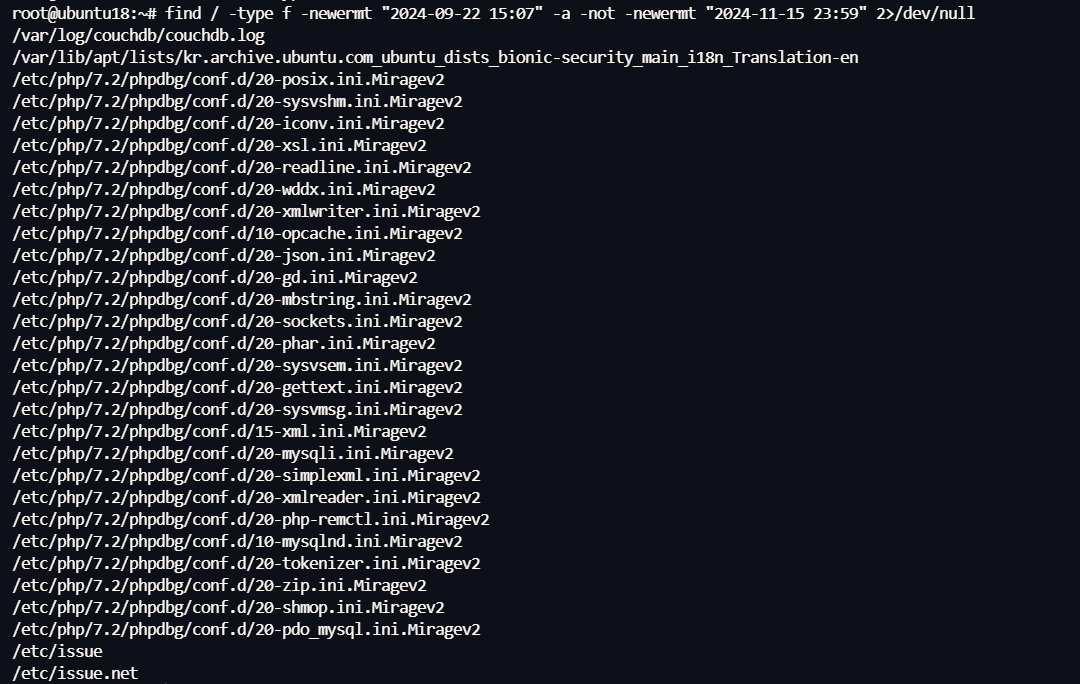 root@ubuntu18:~# find / -type f -newermt "2024-09-22 15:07" -a -not -newermt "2024-11-15 23:59" 2>/dev/null
/var/log/couchdb/couchdb.log
/var/lib/apt/lists/kr.archive.ubuntu.com_ubuntu_dists_bionic-security_main_i18n_Translation-en
/etc/php/7.2/phpdbg/conf.d/20-posix.ini.Miragev2
/etc/php/7.2/phpdbg/conf.d/20-sysvshm.ini.Miragev2
/etc/php/7.2/phpdbg/conf.d/20-iconv.ini.Miragev2
/etc/php/7.2/phpdbg/conf.d/20-xsl.ini.Miragev2
/etc/php/7.2/phpdbg/conf.d/20-readline.ini.Miragev2
/etc/php/7.2/phpdbg/conf.d/20-wddx.ini.Miragev2
/etc/php/7.2/phpdbg/conf.d/20-xmlwriter.ini.Miragev2
/etc/php/7.2/phpdbg/conf.d/10-opcache.ini.Miragev2
/etc/php/7.2/phpdbg/conf.d/20-json.ini.Miragev2
/etc/php/7.2/phpdbg/conf.d/20-gd.ini.Miragev2
/etc/php/7.2/phpdbg/conf.d/20-mbstring.ini.Miragev2
/etc/php/7.2/phpdbg/conf.d/20-sockets.ini.Miragev2
/etc/php/7.2/phpdbg/conf.d/20-phar.ini.Miragev2
/etc/php/7.2/phpdbg/conf.d/20-sysvsem.ini.Miragev2
/etc/php/7.2/phpdbg/conf.d/20-gettext.ini.Miragev2
/etc/php/7.2/phpdbg/conf.d/20-sysvmsg.ini.Miragev2
/etc/php/7.2/phpdbg/conf.d/15-xml.ini.Miragev2
/etc/php/7.2/phpdbg/conf.d/20-mysqli.ini.Miragev2
/etc/php/7.2/phpdbg/conf.d/20-simplexml.ini.Miragev2
/etc/php/7.2/phpdbg/conf.d/20-xmlreader.ini.Miragev2
/etc/php/7.2/phpdbg/conf.d/20-php-remctl.ini.Miragev2
/etc/php/7.2/phpdbg/conf.d/10-mysqlnd.ini.Miragev2
/etc/php/7.2/phpdbg/conf.d/20-tokenizer.ini.Miragev2
/etc/php/7.2/phpdbg/conf.d/20-zip.ini.Miragev2
/etc/php/7.2/phpdbg/conf.d/20-shmop.ini.Miragev2
/etc/php/7.2/phpdbg/conf.d/20-pdo_mysql.ini.Miragev2
/etc/issue
/etc/issue.net